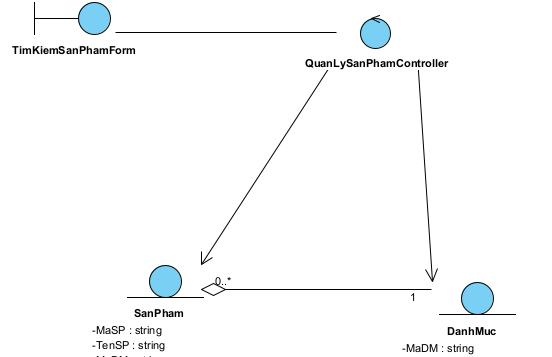 TimKiemSanPhamForm
QuanLySanPhamController
0..*
1
SanPham
DanhMuc
-MaSP : string
-TenSP : string
-MaDM : string